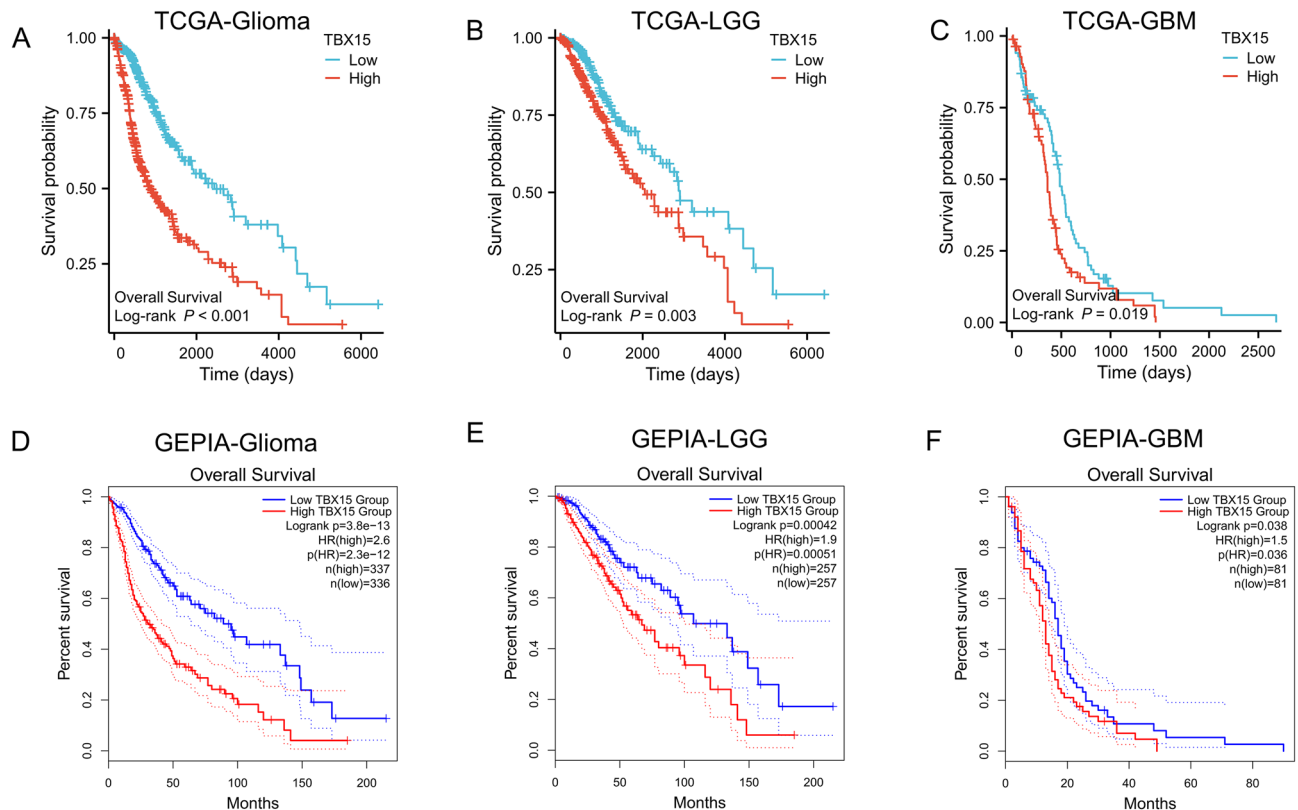 A
TCGA-Glioma
TBX15
Low
High
Survival probability
1.00
0.75
0.50
0.25
Overall Survival
Log-rank P < 0.001
0 2000 4000 6000
Time (days)
B
TCGA-LGG
TBX15
Low
High
Survival probability
1.00
0.75
0.50
0.25
Overall Survival
Log-rank P = 0.003
0 2000 4000 6000
Time (days)
C
TCGA-GBM
TBX15
Low
High
Survival probability
1.00
0.75
0.50
0.25
0.00
Overall Survival
Log-rank P = 0.019
0 500 1000 1500 2000 2500
Time (days)
D
GEPIA-Glioma
Overall Survival
Low TBX15 Group
High TBX15 Group
Logrank p=3.8e−13
HR(high)=2.6
p(HR)=2.3e−12
n(high)=337
n(low)=336
Percent survival
1.0
0.8
0.6
0.4
0.2
0.0
0 50 100 150 200
Months
E
GEPIA-LGG
Overall Survival
Low TBX15 Group
High TBX15 Group
Logrank p=0.00042
HR(high)=1.9
p(HR)=0.00051
n(high)=257
n(low)=257
Percent survival
1.0
0.8
0.6
0.4
0.2
0.0
0 50 100 150 200
Months
F
GEPIA-GBM
Overall Survival
Low TBX15 Group
High TBX15 Group
Logrank p=0.038
HR(high)=1.5
p(HR)=0.036
n(high)=81
n(low)=81
Percent survival
1.0
0.8
0.6
0.4
0.2
0.0
0 20 40 60 80
Months